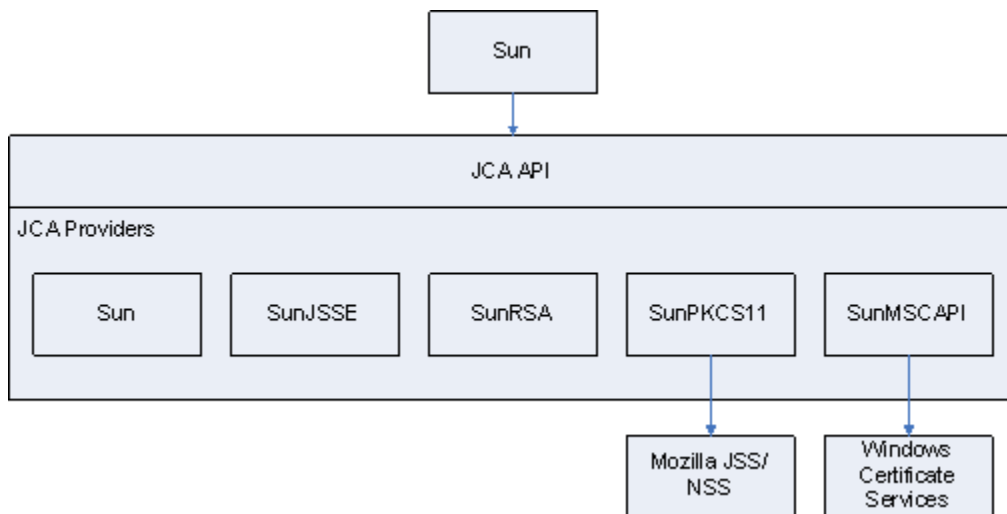 Sun
JCA API
JCA Providers
Sun
SunJSSE
SunRSA
SunPKCS11
SunMSCAPI
Mozilla JSS/
NSS
Windows
Certificate
Services